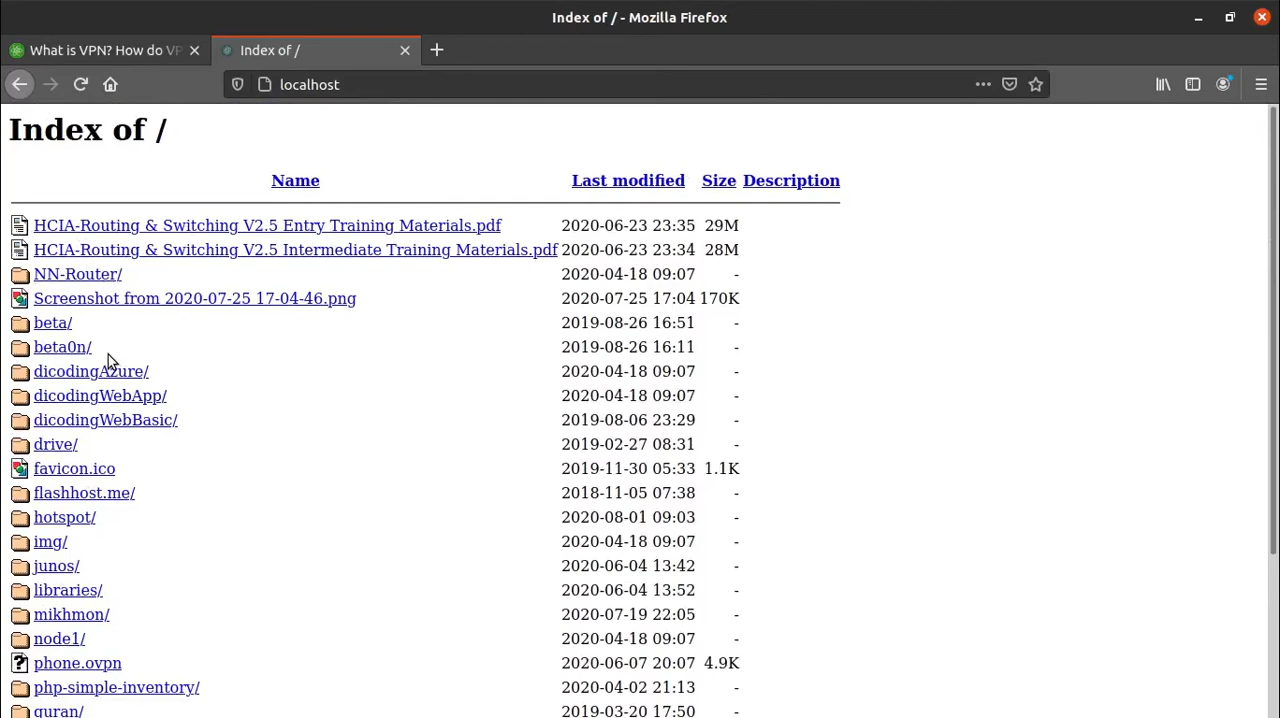 Index of / - Mozilla Firefox
What is VPN? How do VP
Index of /
localhost
Index of /
Name Last modified Size Description
HCIA-Routing & Switching V2.5 Entry Training Materials.pdf 2020-06-23 23:35 29M
HCIA-Routing & Switching V2.5 Intermediate Training Materials.pdf 2020-06-23 23:34 28M
NN-Router/ 2020-04-18 09:07 -
Screenshot from 2020-07-25 17-04-46.png 2020-07-25 17:04 170K
beta/ 2019-08-26 16:51 -
beta0n/ 2019-08-26 16:11 -
dicodingAzure/ 2020-04-18 09:07 -
dicodingWebApp/ 2020-04-18 09:07 -
dicodingWebBasic/ 2019-08-06 23:29 -
drive/ 2019-02-27 08:31 -
favicon.ico 2019-11-30 05:33 1.1K
flashhost.me/ 2018-11-05 07:38 -
hotspot/ 2020-08-01 09:03 -
img/ 2020-04-18 09:07 -
junos/ 2020-06-04 13:42 -
libraries/ 2020-06-04 13:52 -
mikhmon/ 2020-07-19 22:05 -
node1/ 2020-04-18 09:07 -
phone.ovpn 2020-06-07 20:07 4.9K
php-simple-inventory/ 2020-04-02 21:13 -
quran/ 2019-03-20 17:50 -